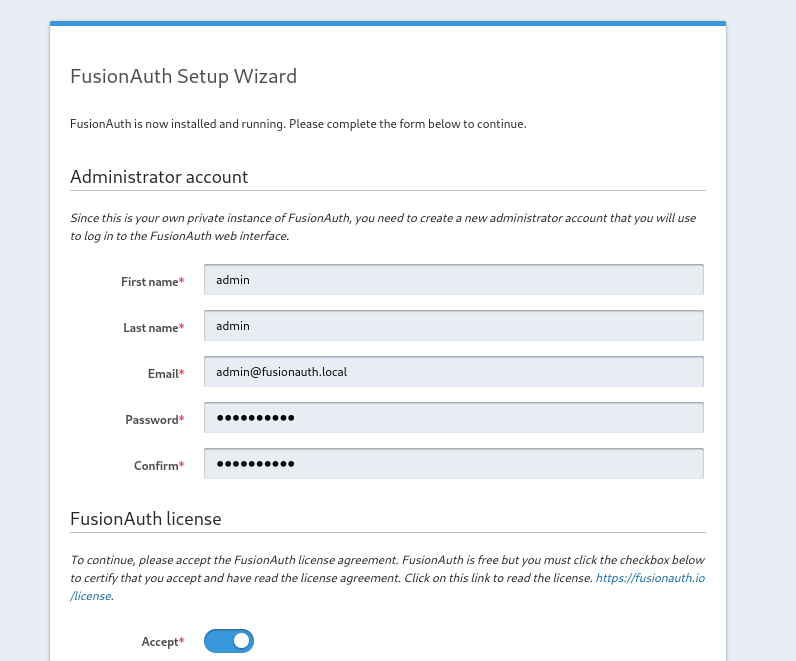 FusionAuth Setup Wizard
FusionAuth is now installed and running. Please complete the form below to continue.
Administrator account
Since this is your own private instance of FusionAuth, you need to create a new administrator account that you will use
to log in to the FusionAuth web interface.
First name* admin
Last name* admin
Email* admin@fusionauth.local
Password* ●●●●●●●●●●
Confirm* ●●●●●●●●●●
FusionAuth license
To continue, please accept the FusionAuth license agreement. FusionAuth is free but you must click the checkbox below
to certify that you accept and have read the license agreement. Click on this link to read the license. https://fusionauth.io
/license.
Accept*